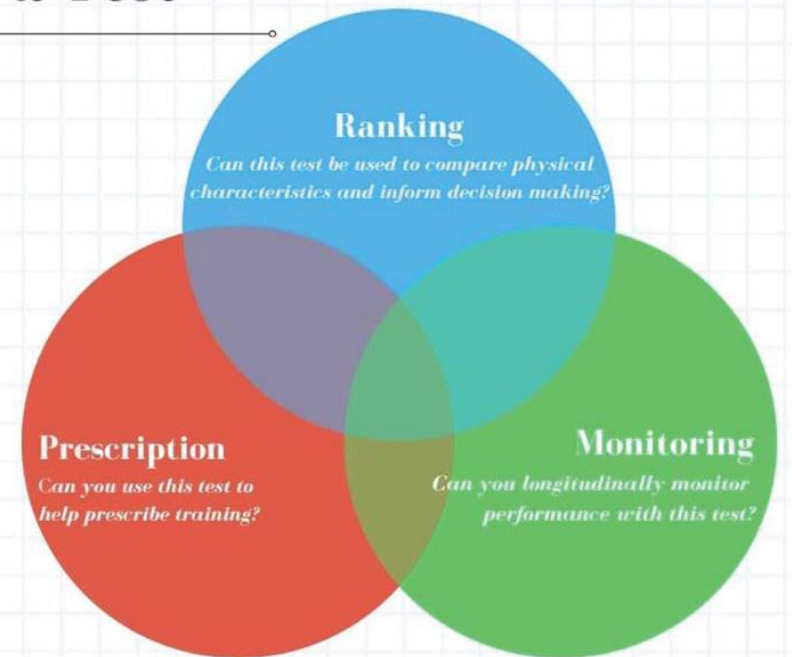 a Test
Ranking
Can this test be used to compare physical
characteristics and inform decision making?
Prescription
Can you use this test to
help prescribe training?
Monitoring
Can you longitudinally monitor
performance with this test?